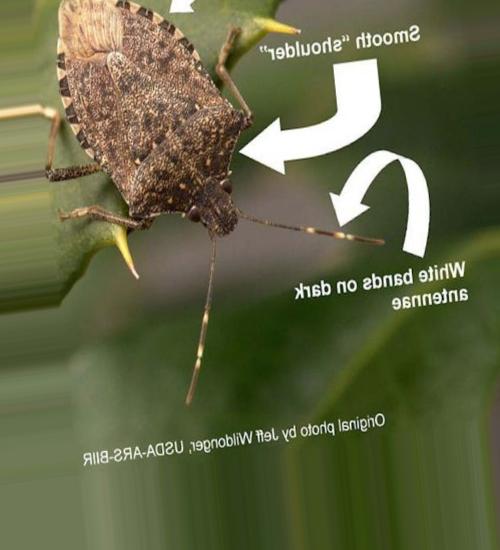 Smooth “shoulder”
White bands on dark
antennae
Original photo by Jeff Wildonger, USDA-ARS-BIIR